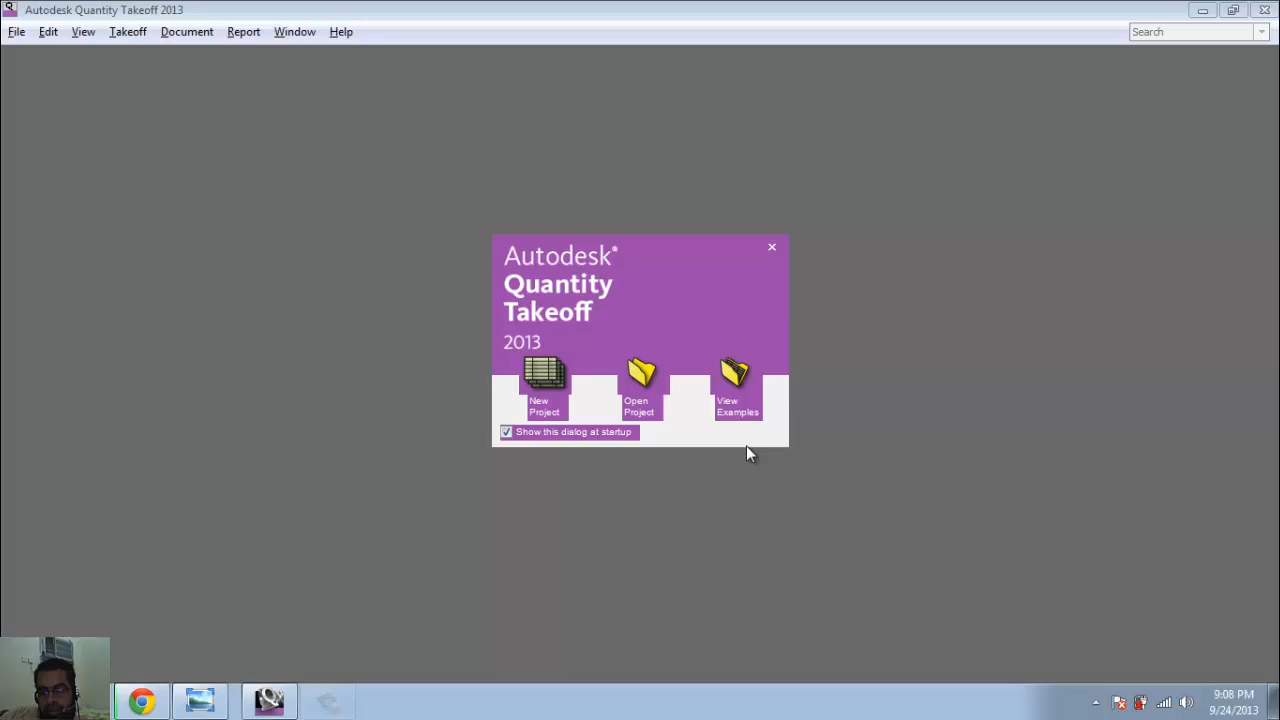 Autodesk Quantity Takeoff 2013
File Edit View Takeoff Document Report Window Help
Search
Autodesk®
Quantity
Takeoff
2013
New
Project
Open
Project
View
Examples
Show this dialog at startup
9:08 PM
9/24/2013